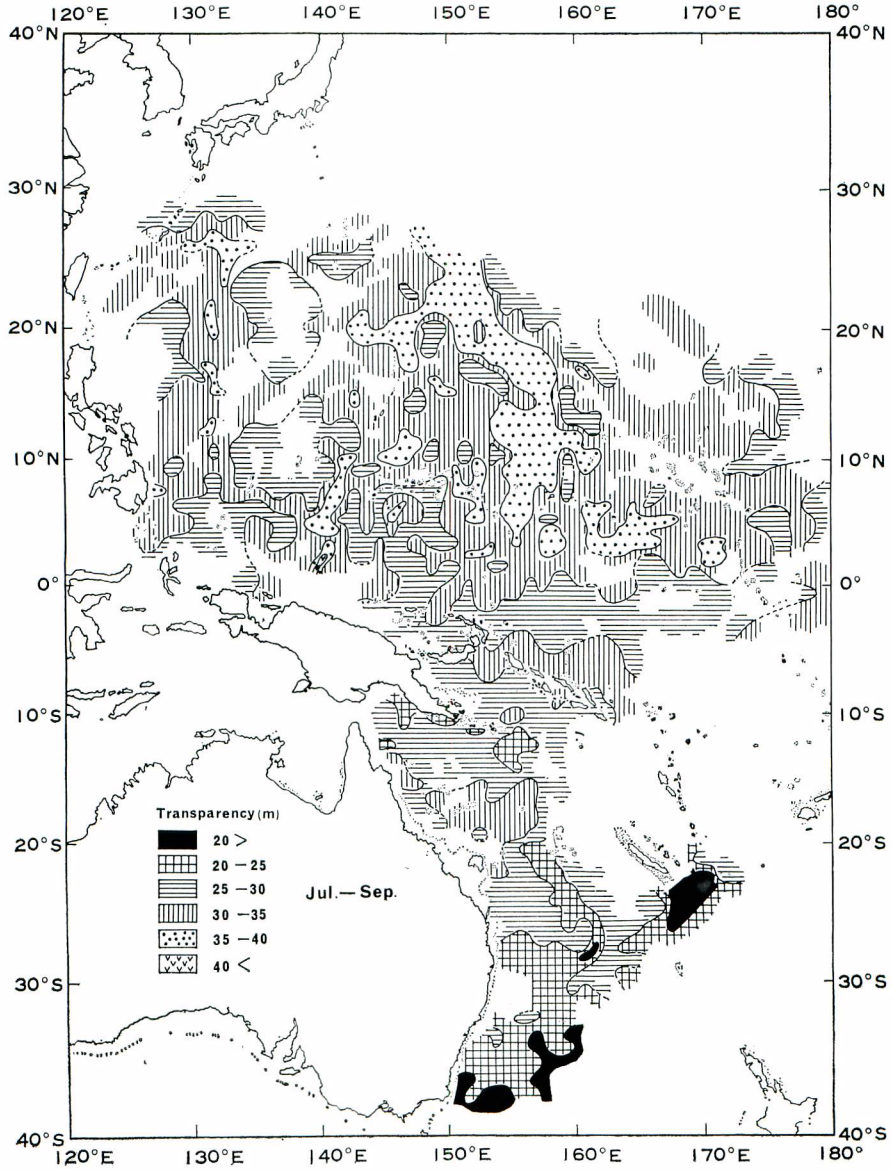 120°E 130°E 140°E 150°E 160°E 170°E 180°
40°N 40°N
30°N 30°N
20°N 20°N
10°N 10°N
0° 0°
10°S 10°S
Transparency (m)
20 >
20 — 25
25 — 30
30 — 35
35 — 40
40 <
Jul.— Sep.
20°S 20°S
30°S 30°S
40°S 40°S
120°E 130°E 140°E 150°E 160°E 170°E 180°